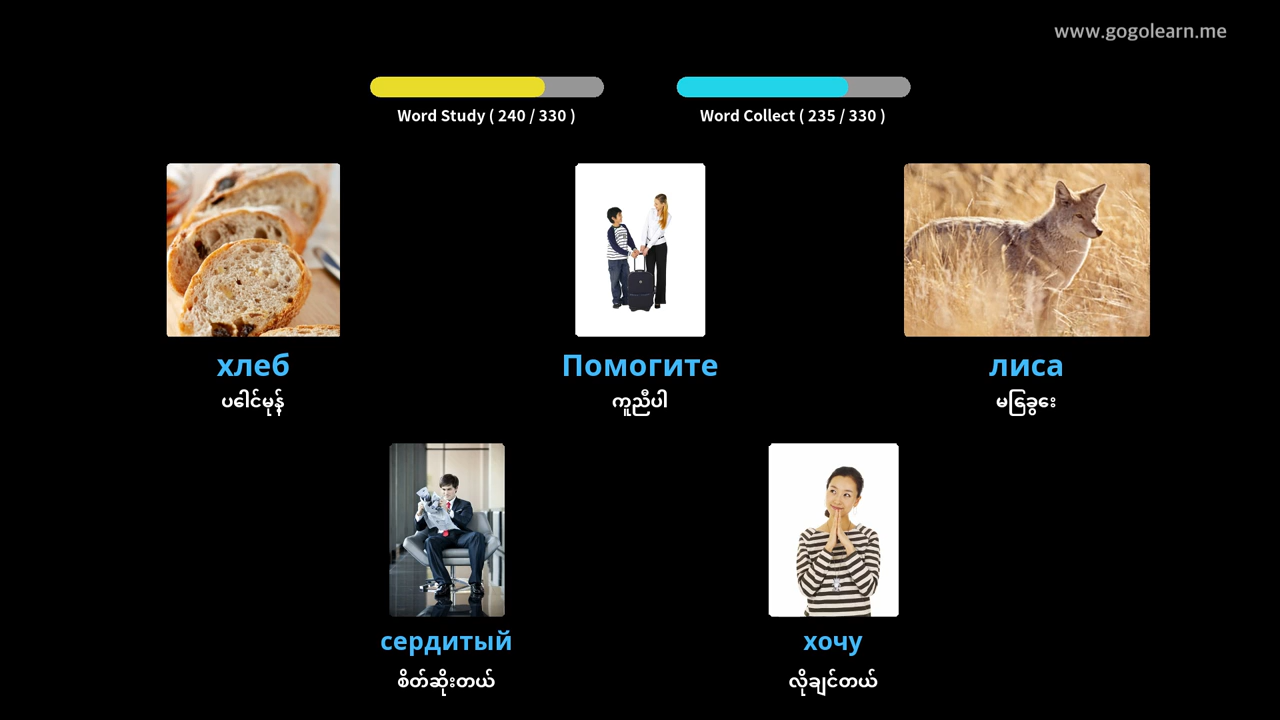 www.gogolearn.me
Word Study ( 240 / 330 )
Word Collect ( 235 / 330 )
хлеб
Помогите
лиса
ပေါင်မုန့်
ကူညီပါ
မြေခွေး
сердитый
хочу
စိတ်ဆိုးတယ်
လိုချင်တယ်